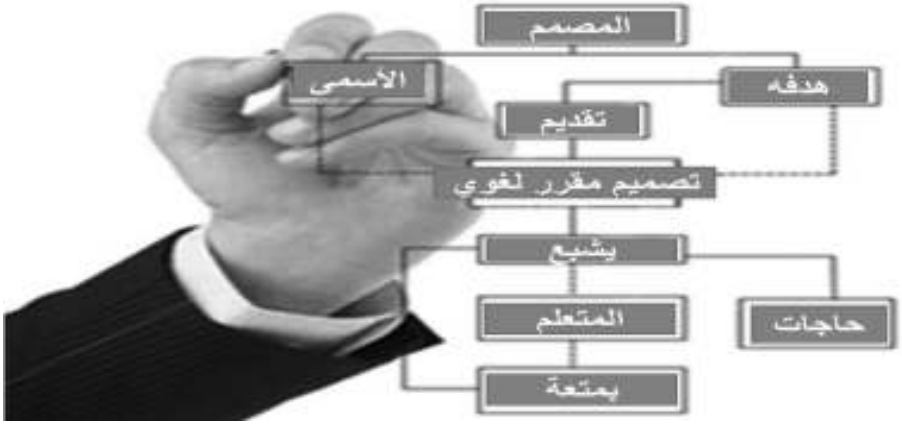 المصمم
هدفه
الأسمى
تقديم
تصميم مقرر لغوي
يشبع
حاجات
المتعلم
بمتعة